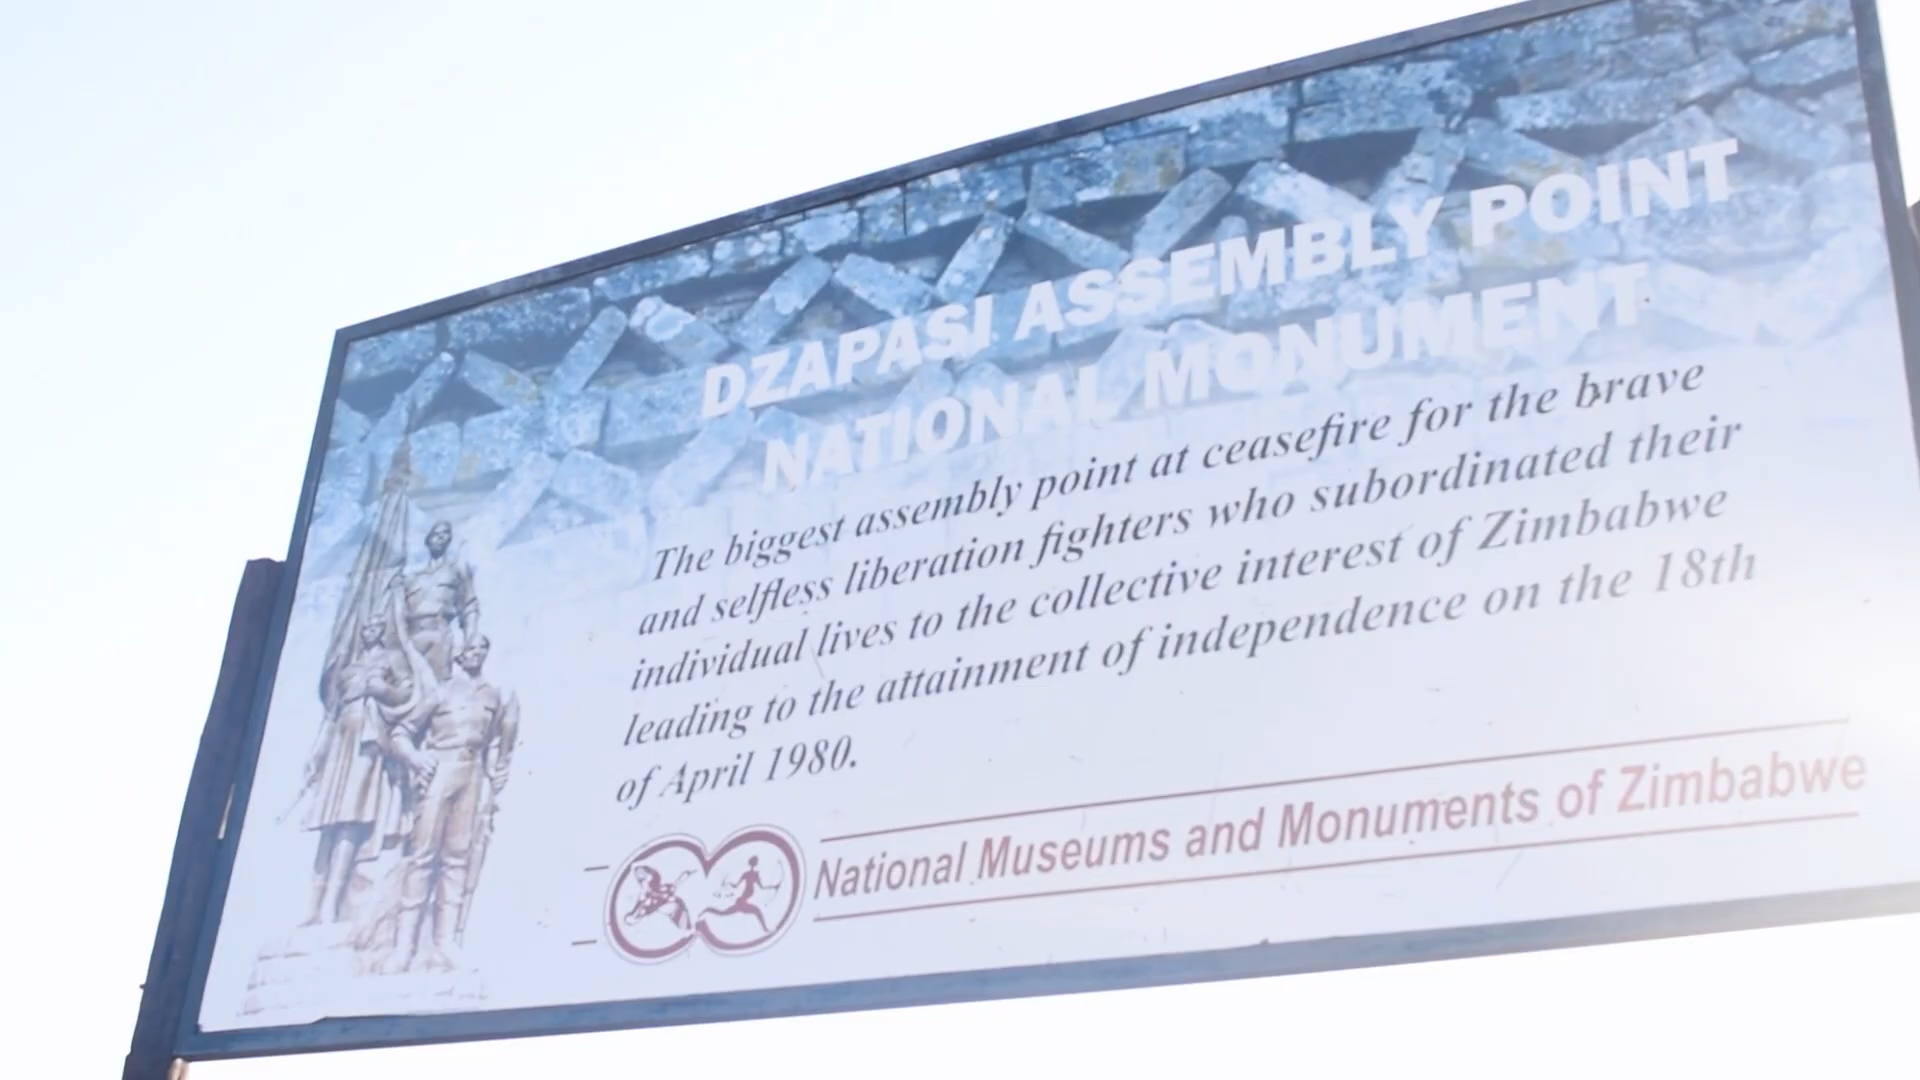 DZAPASI ASSEMBLY POINT
NATIONAL MONUMENT
The biggest assembly point at ceasefire for the brave
and selfless liberation fighters who subordinated their
individual lives to the collective interest of Zimbabwe
leading to the attainment of independence on the 18th
of April 1980.
National Museums and Monuments of Zimbabwe